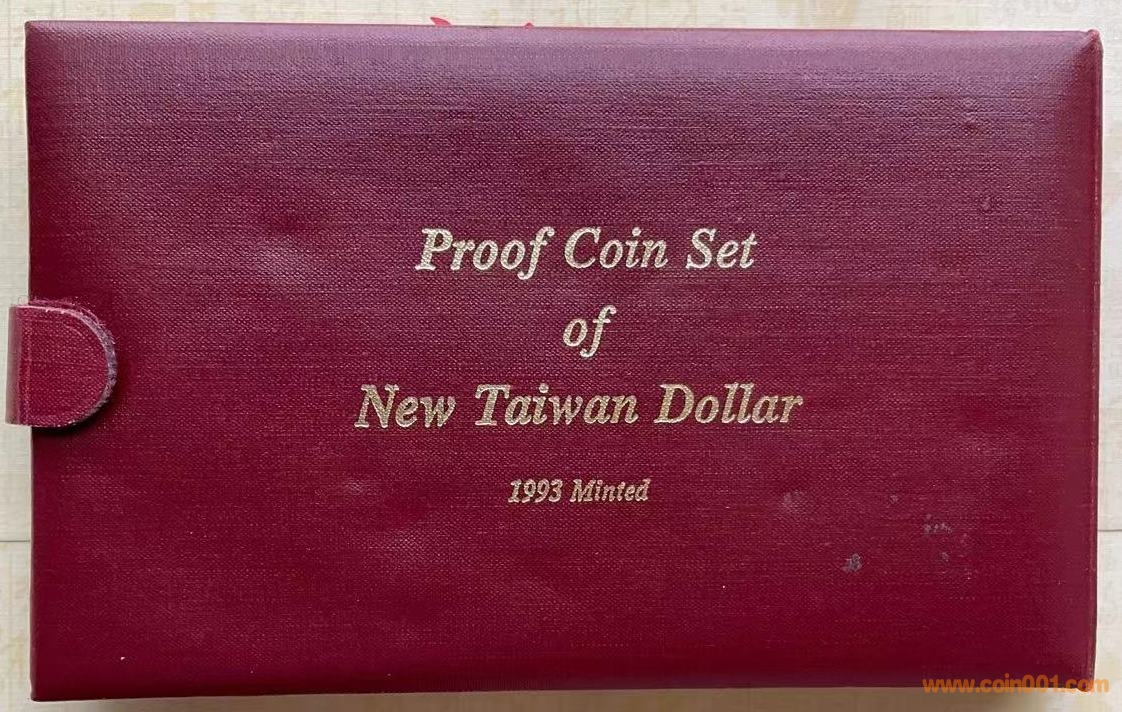 Proof Coin Set
of
New Taiwan Dollar
1993 Minted
www.coin001.com